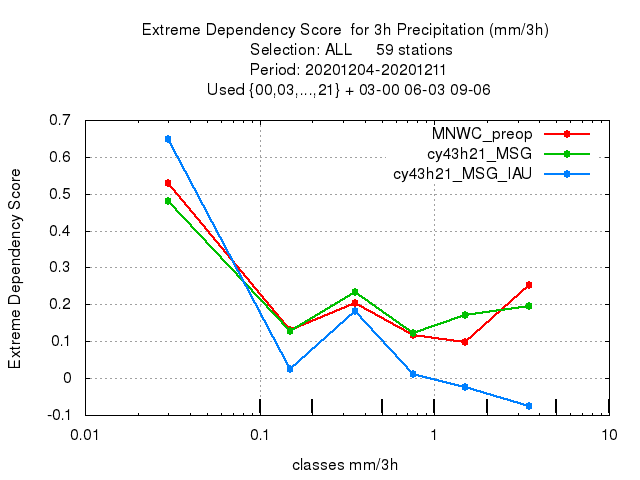 Extreme Dependency Score  for 3h Precipitation (mm/3h)
Selection: ALL     59 stations
Period: 20201204-20201211
Used {00,03,...,21} + 03-00 06-03 09-06
MNWC_preop
cy43h21_MSG
cy43h21_MSG_IAU
Extreme Dependency Score
0.7
0.6
0.5
0.4
0.3
0.2
0.1
0
-0.1
0.01 0.1 1 10
classes mm/3h